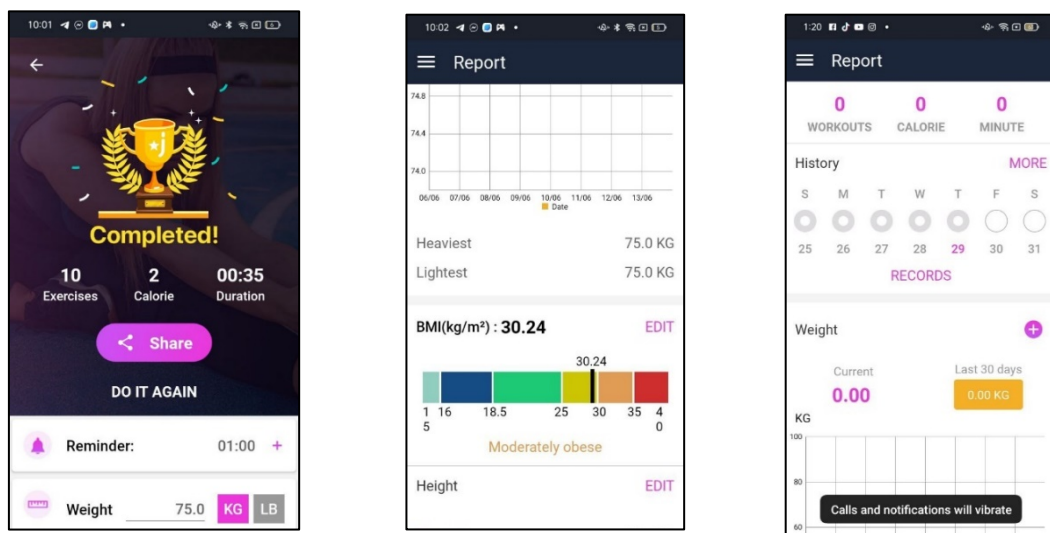 10:01
Completed!
10 2 00:35
Exercises Calorie Duration
Share
DO IT AGAIN
Reminder: 01:00 +
Weight 75.0 KG LB
10:02
Report
74.8
74.4
74.0
06/06 07/06 08/06 09/06 10/06 11/06 12/06 13/06
Date
Heaviest 75.0 KG
Lightest 75.0 KG
BMI(kg/m²) : 30.24 EDIT
30.24
15 16 18.5 25 30 35 40
Moderately obese
Height EDIT
1:20
Report
0 0 0
WORKOUTS CALORIE MINUTE
History MORE
S M T W T F S
25 26 27 28 29 30 31
RECORDS
Weight
Current Last 30 days
0.00 0.00 KG
KG
100
80
Calls and notifications will vibrate
60